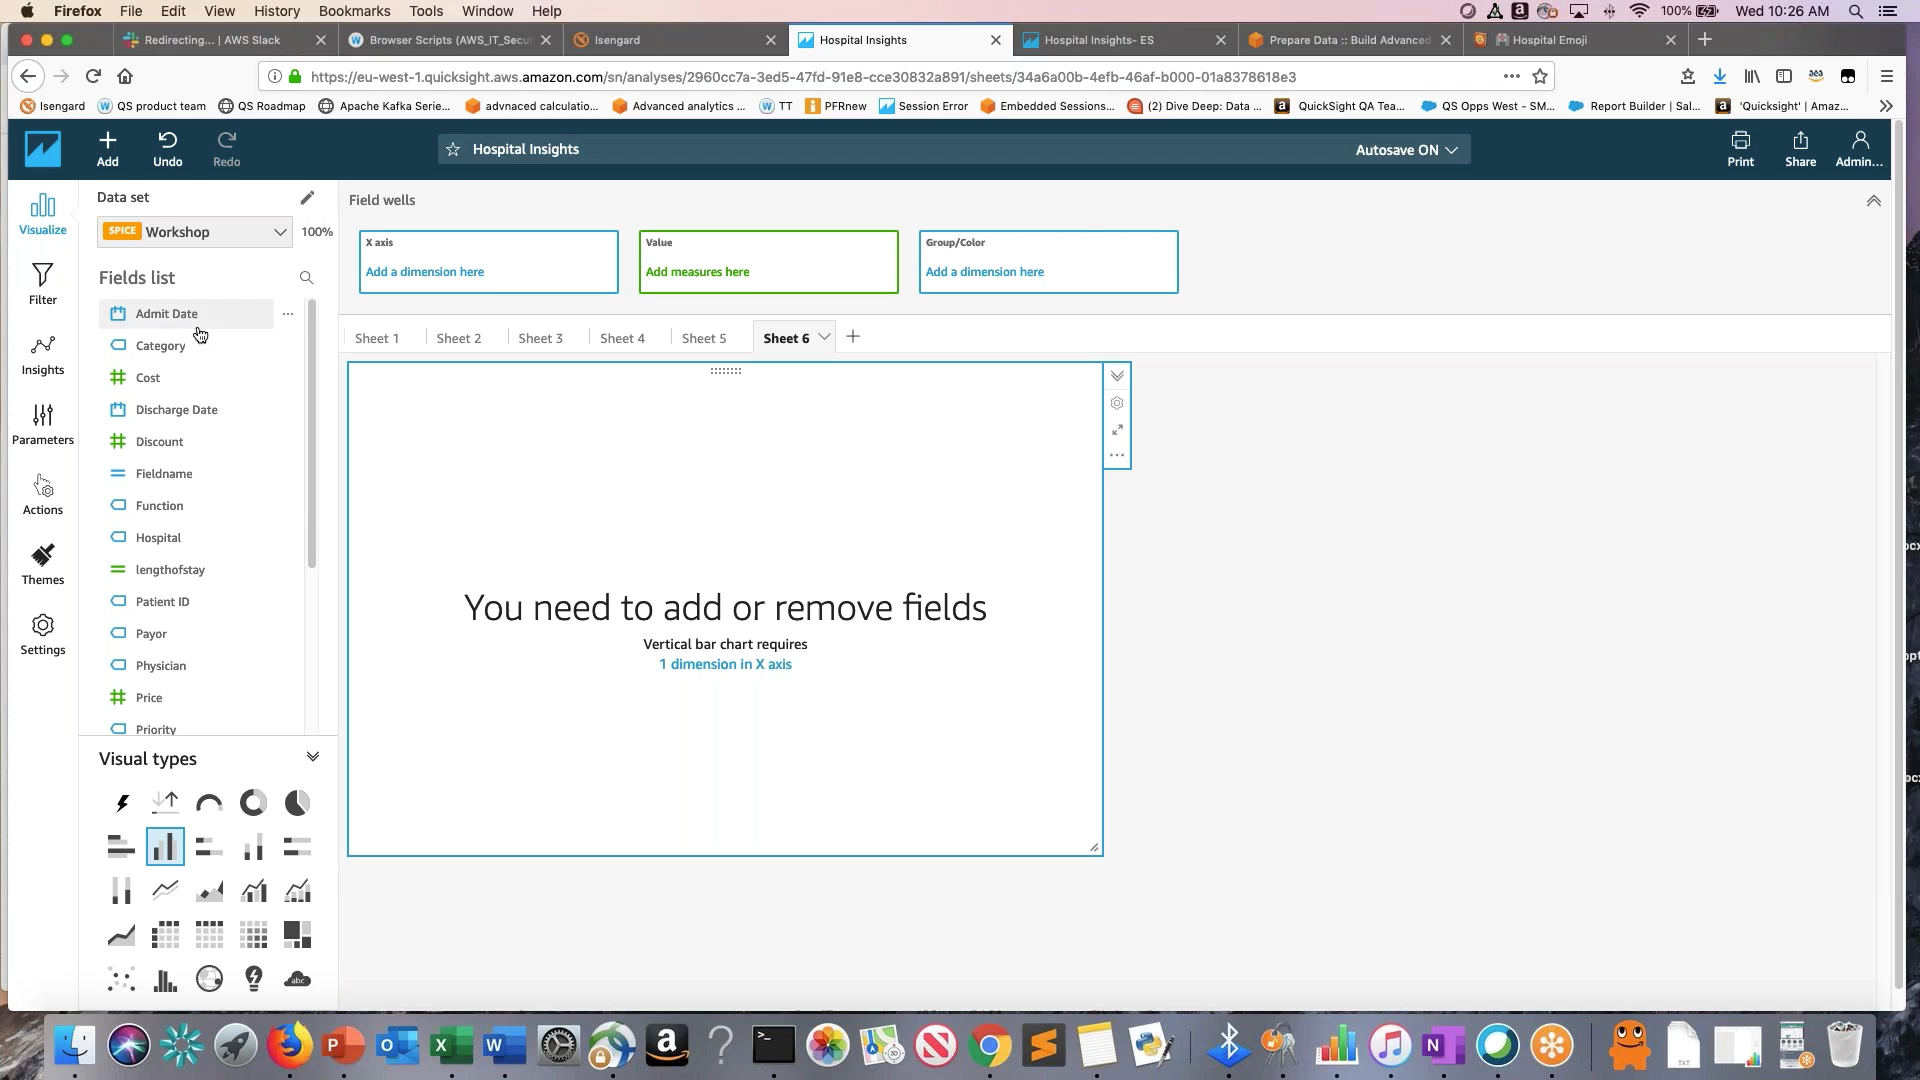 Firefox File Edit View History Bookmarks Tools Window Help 100% Wed 10:26 AM
Redirecting... | AWS Slack
Browser Scripts (AWS_IT_Secu
Isengard
Hospital Insights
Hospital Insights- ES
Prepare Data :: Build Advanced
Hospital Emoji
https://eu-west-1.quicksight.aws.amazon.com/sn/analyses/2960cc7a-3ed5-47fd-91e8-cce30832a891/sheets/34a6a00b-4efb-46af-b000-01a8378618e3
Isengard QS product team QS Roadmap Apache Kafka Serie... advnaced calculatio... Advanced analytics ... TT PFRnew Session Error Embedded Sessions... (2) Dive Deep: Data ... QuickSight QA Tea... QS Opps West - SM... Report Builder | Sal... 'Quicksight' | Amaz...
Add Undo Redo
Hospital Insights
Autosave ON
Print Share Admin...
Visualize
Filter
Insights
Parameters
Actions
Themes
Settings
Data set
SPICE Workshop 100%
Fields list
Admit Date
Category
Cost
Discharge Date
Discount
Fieldname
Function
Hospital
lengthofstay
Patient ID
Payor
Physician
Price
Priority
Visual types
abc
Field wells
X axis
Add a dimension here
Value
Add measures here
Group/Color
Add a dimension here
Sheet 1 Sheet 2 Sheet 3 Sheet 4 Sheet 5 Sheet 6
You need to add or remove fields
Vertical bar chart requires
1 dimension in X axis